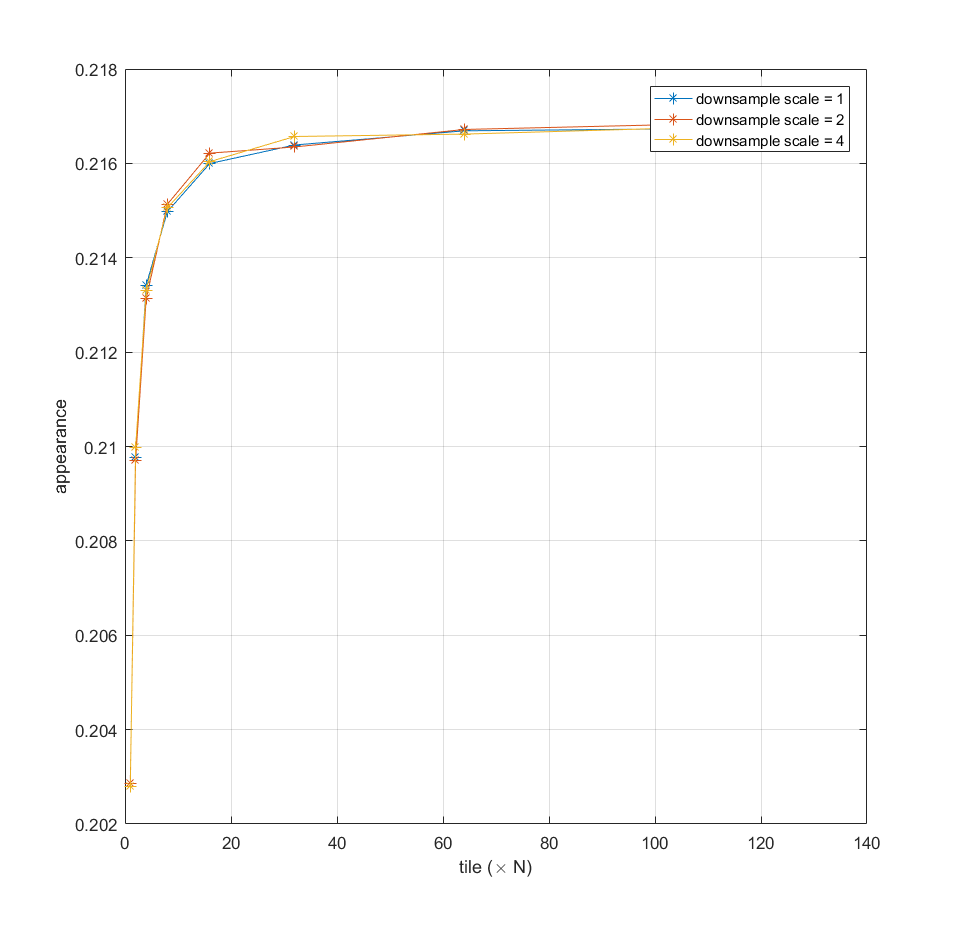 0.218
0.216
0.214
0.212
0.21
0.208
0.206
0.204
0.202
appearance
downsample scale = 1
downsample scale = 2
downsample scale = 4
0 20 40 60 80 100 120 140
tile (× N)